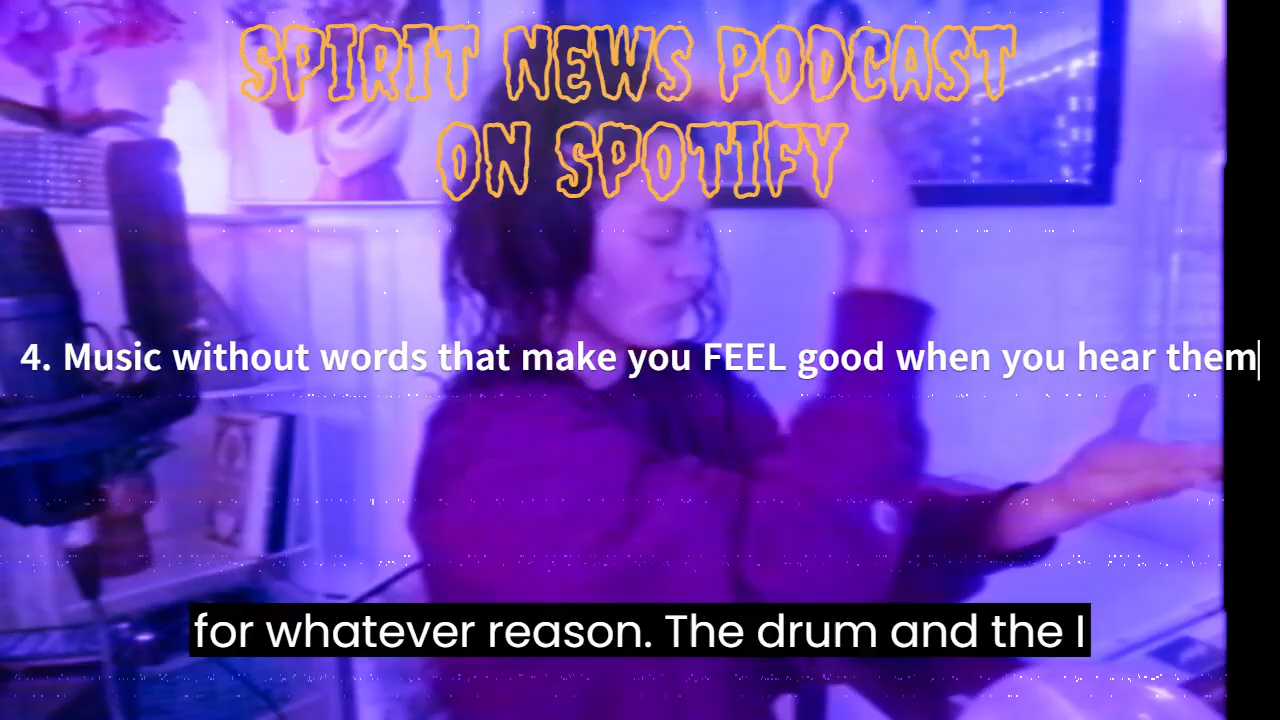 SPIRIT NEWS PODCAST
ON SPOTIFY
4. Music without words that make you FEEL good when you hear them
for whatever reason. The drum and the I